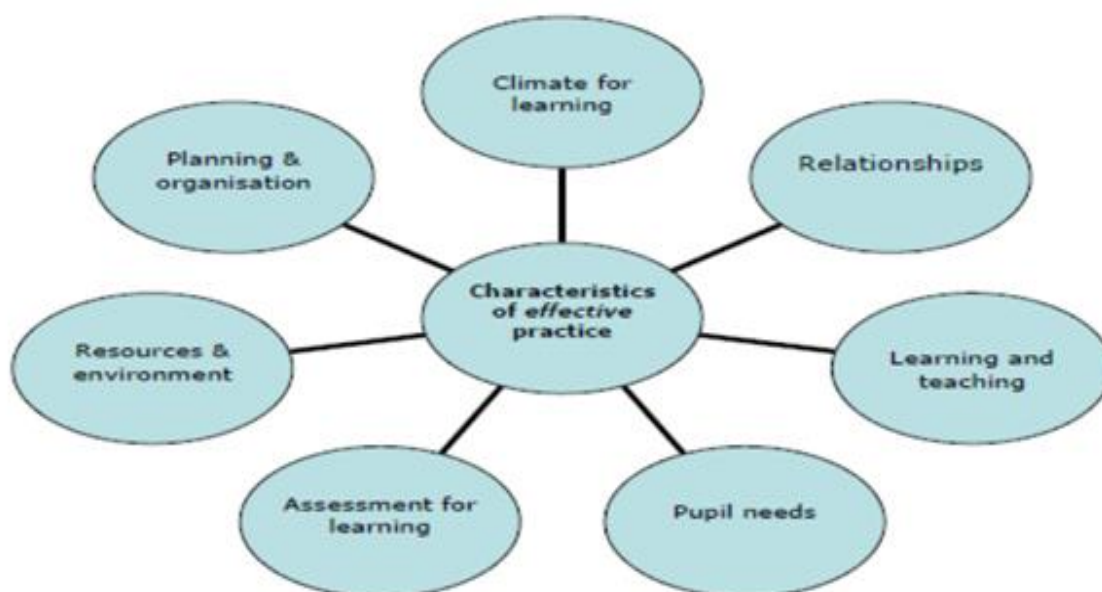 Climate for
learning
Planning &
organisation
Relationships
Characteristics
of effective
practice
Resources &
environment
Learning and
teaching
Assessment for
learning
Pupil needs